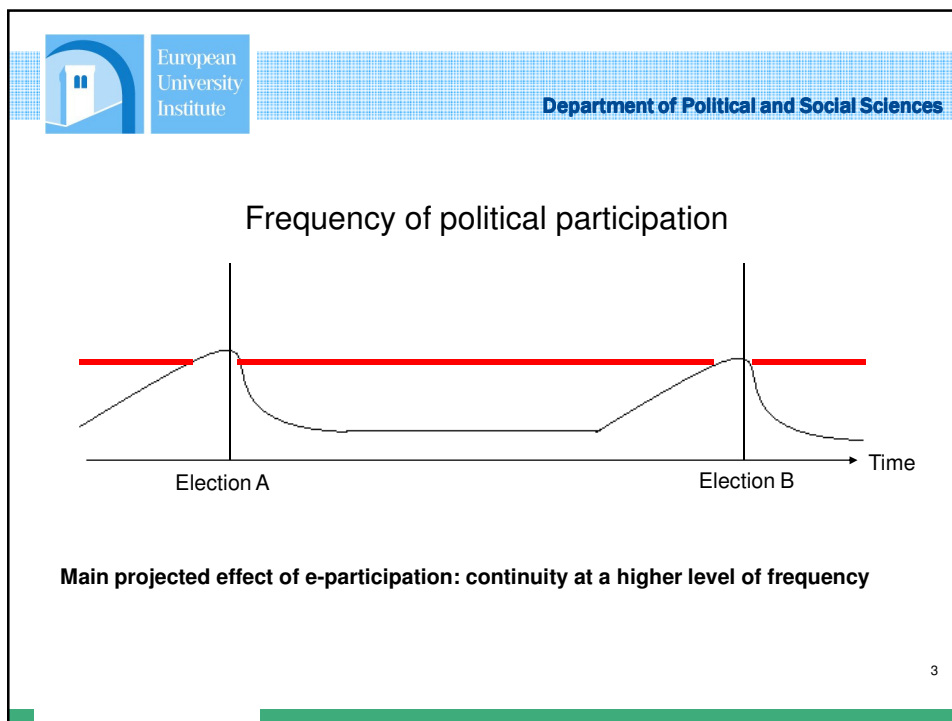 European
University
Institute
Department of Political and Social Sciences
Frequency of political participation
Time
Election A
Election B
Main projected effect of e-participation: continuity at a higher level of frequency
3